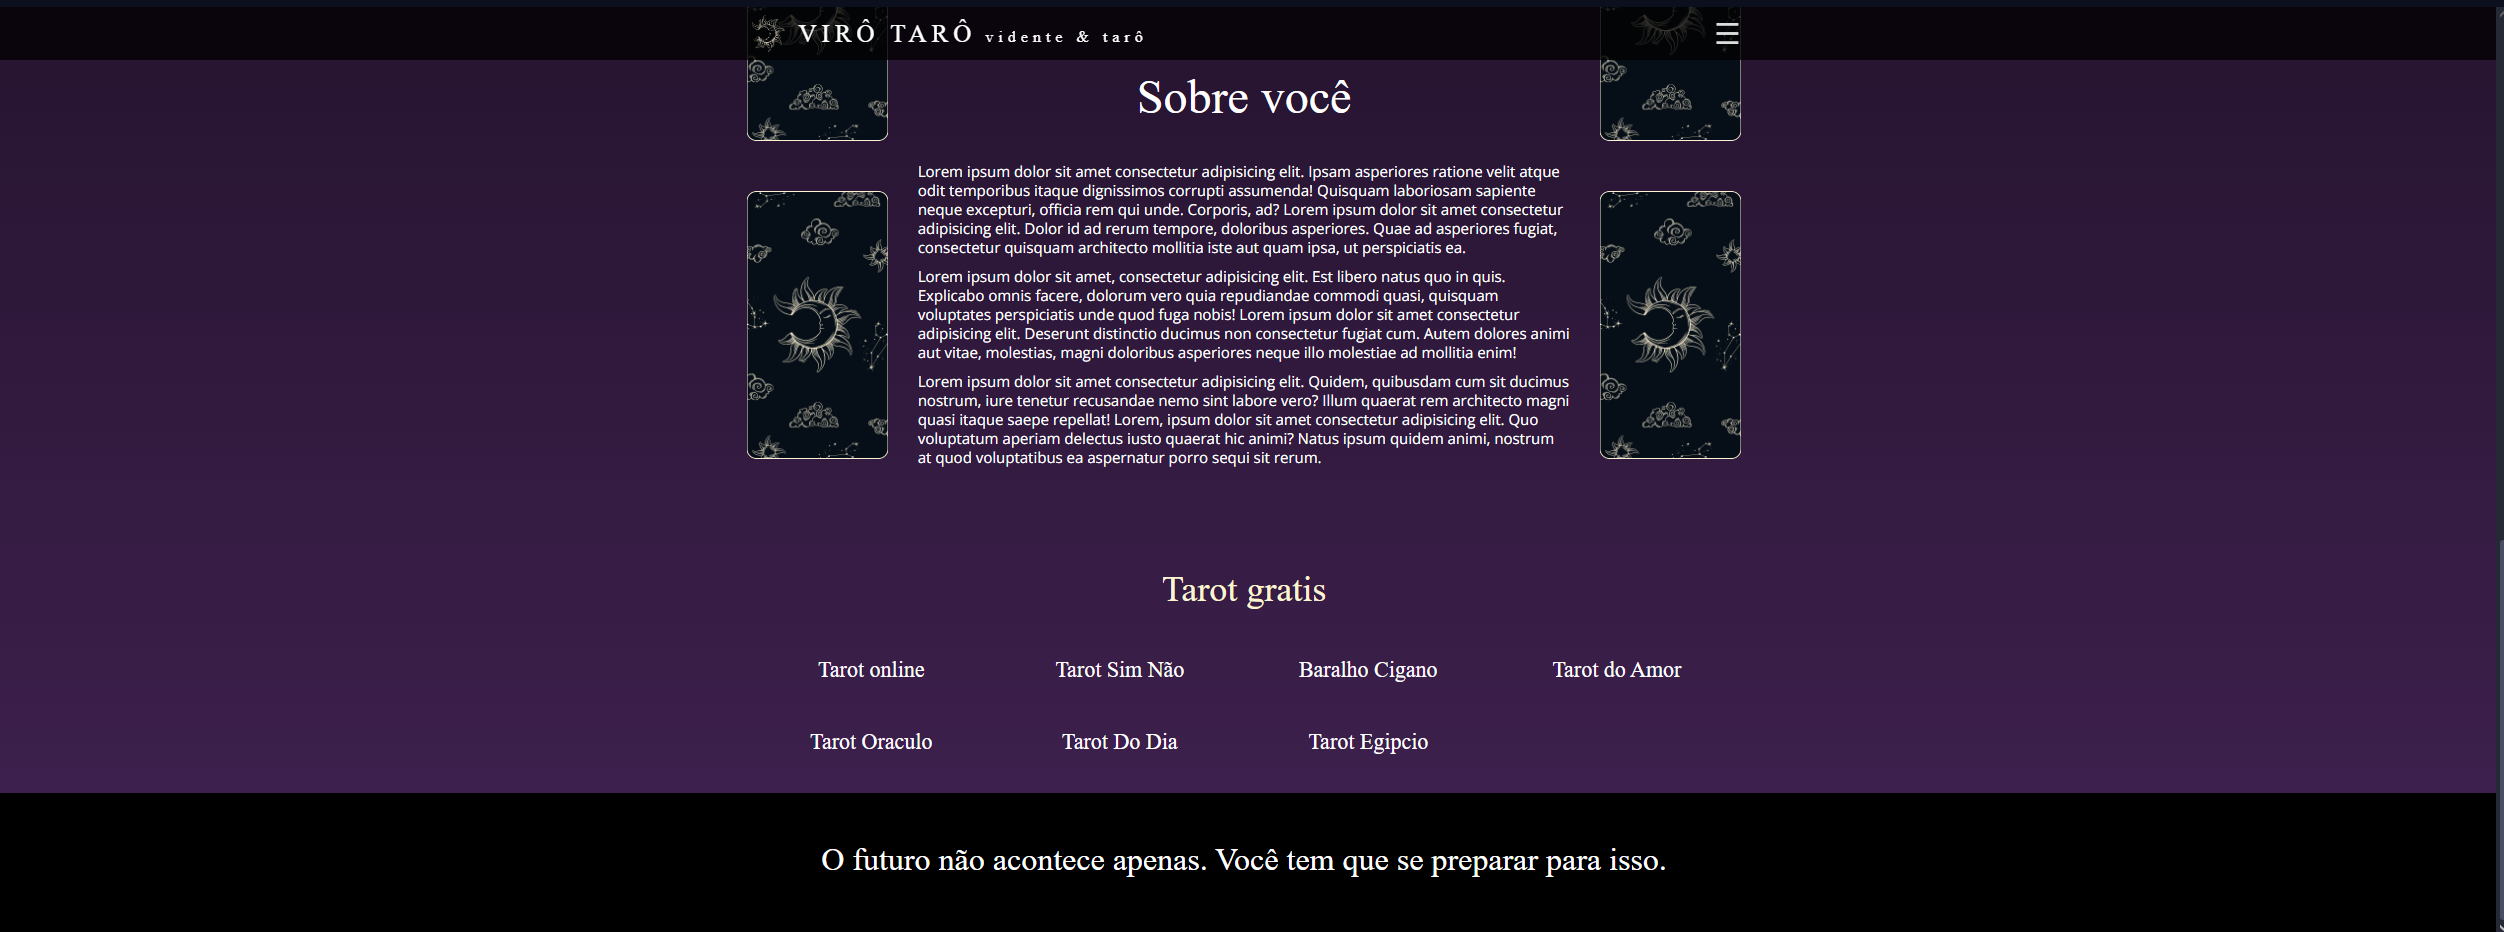 VIRÔ TARÔ vidente & tarô
Sobre você
Lorem ipsum dolor sit amet consectetur adipisicing elit. Ipsam asperiores ratione velit atque
odit temporibus itaque dignissimos corrupti assumenda! Quisquam laboriosam sapiente
neque excepturi, officia rem qui unde. Corporis, ad? Lorem ipsum dolor sit amet consectetur
adipisicing elit. Dolor id ad rerum tempore, doloribus asperiores. Quae ad asperiores fugiat,
consectetur quisquam architecto mollitia iste aut quam ipsa, ut perspiciatis ea.
Lorem ipsum dolor sit amet, consectetur adipisicing elit. Est libero natus quo in quis.
Explicabo omnis facere, dolorum vero quia repudiandae commodi quasi, quisquam
voluptates perspiciatis unde quod fuga nobis! Lorem ipsum dolor sit amet consectetur
adipisicing elit. Deserunt distinctio ducimus non consectetur fugiat cum. Autem dolores animi
aut vitae, molestias, magni doloribus asperiores neque illo molestiae ad mollitia enim!
Lorem ipsum dolor sit amet consectetur adipisicing elit. Quidem, quibusdam cum sit ducimus
nostrum, iure tenetur recusandae nemo sint labore vero? Illum quaerat rem architecto magni
quasi itaque saepe repellat! Lorem, ipsum dolor sit amet consectetur adipisicing elit. Quo
voluptatum aperiam delectus iusto quaerat hic animi? Natus ipsum quidem animi, nostrum
at quod voluptatibus ea aspernatur porro sequi sit rerum.
Tarot gratis
Tarot online
Tarot Sim Não
Baralho Cigano
Tarot do Amor
Tarot Oraculo
Tarot Do Dia
Tarot Egipcio
O futuro não acontece apenas. Você tem que se preparar para isso.